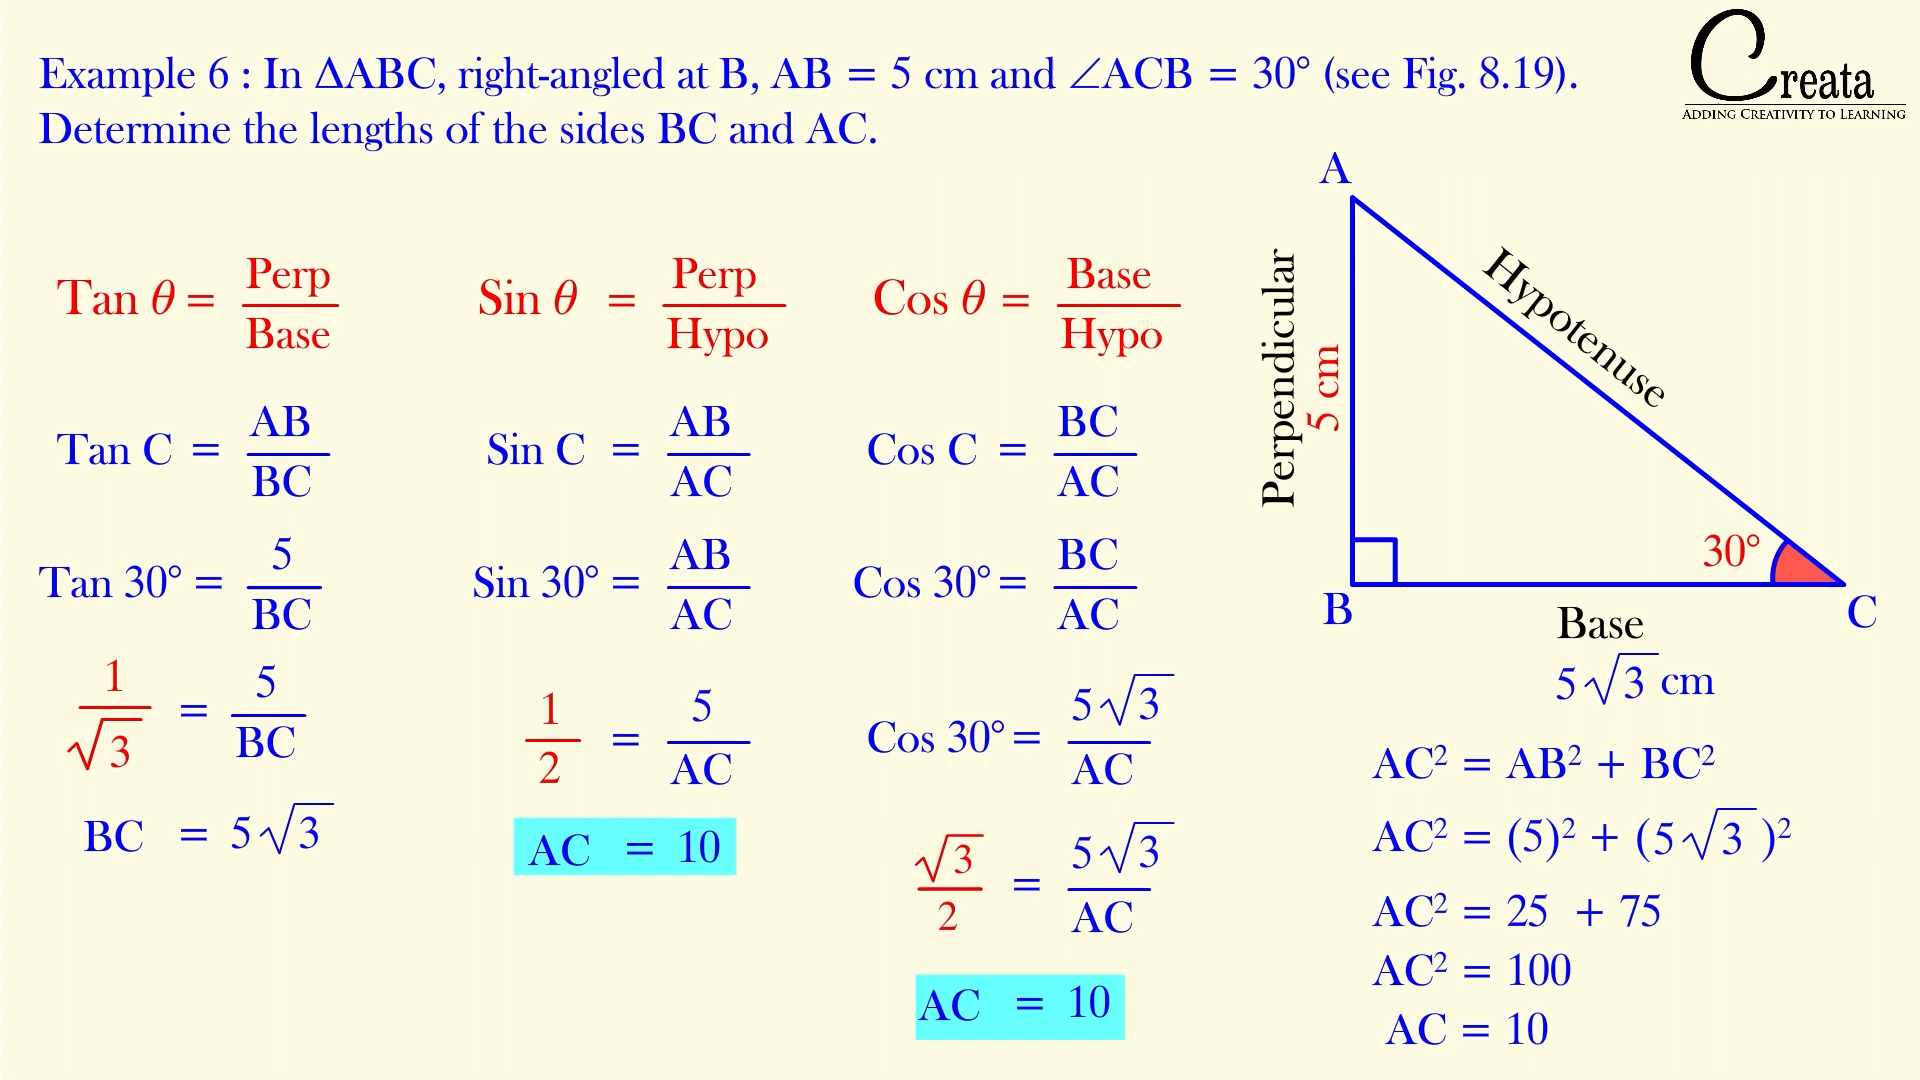 Example 6 : In ΔABC, right-angled at B, AB = 5 cm and ∠ACB = 30° (see Fig. 8.19).
Determine the lengths of the sides BC and AC.
Creata
ADDING CREATIVITY TO LEARNING
Tan θ = Perp/Base
Tan C = AB/BC
Tan 30° = 5/BC
1/√3 = 5/BC
BC = 5√3
Sin θ = Perp/Hypo
Sin C = AB/AC
Sin 30° = AB/AC
1/2 = 5/AC
AC = 10
Cos θ = Base/Hypo
Cos C = BC/AC
Cos 30° = BC/AC
Cos 30° = 5√3/AC
√3/2 = 5√3/AC
AC = 10
A
Perpendicular
5 cm
Hypotenuse
30°
B
C
Base
5√3 cm
AC² = AB² + BC²
AC² = (5)² + (5√3)²
AC² = 25 + 75
AC² = 100
AC = 10